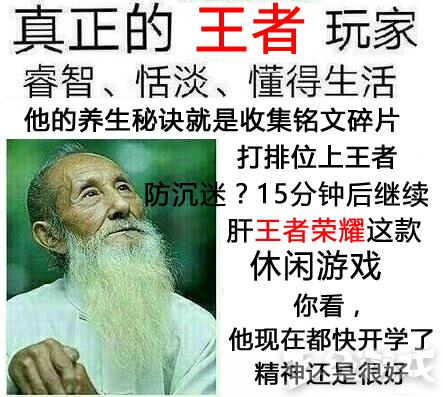 真正的 王者 玩家
睿智、恬淡、懂得生活
他的养生秘诀就是收集铭文碎片
打排位上王者
防沉迷？15分钟后继续
肝王者荣耀这款
休闲游戏
你看，
他现在都快开学了
精神还是很好